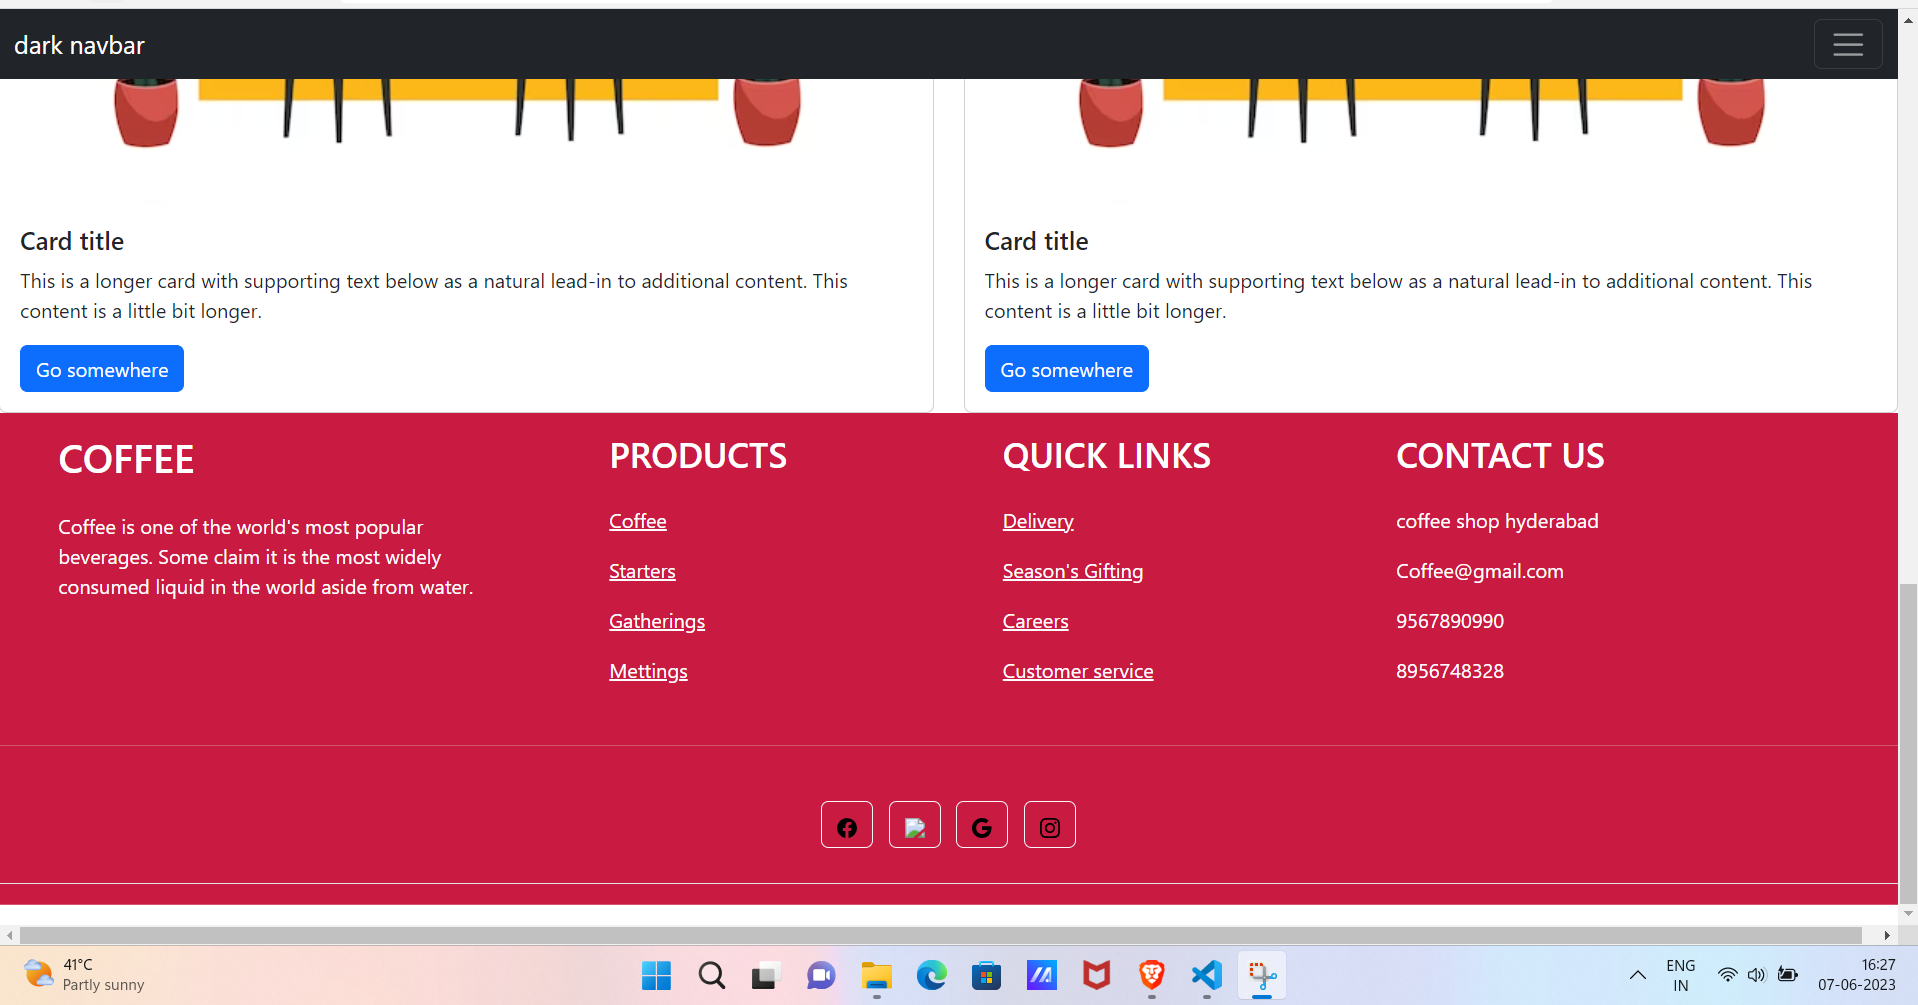 dark navbar
Card title
This is a longer card with supporting text below as a natural lead-in to additional content. This
content is a little bit longer.
Go somewhere
Card title
This is a longer card with supporting text below as a natural lead-in to additional content. This
content is a little bit longer.
Go somewhere
COFFEE
Coffee is one of the world's most popular
beverages. Some claim it is the most widely
consumed liquid in the world aside from water.
PRODUCTS
Coffee
Starters
Gatherings
Mettings
QUICK LINKS
Delivery
Season's Gifting
Careers
Customer service
CONTACT US
coffee shop hyderabad
Coffee@gmail.com
9567890990
8956748328
41°C
Partly sunny
ENG
IN
16:27
07-06-2023